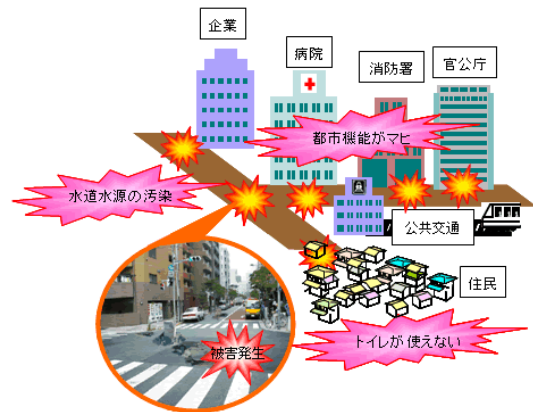 企業
病院
消防署
官公庁
都市機能がマヒ
水道水源の汚染
公共交通
住民
被害発生
トイレが使えない